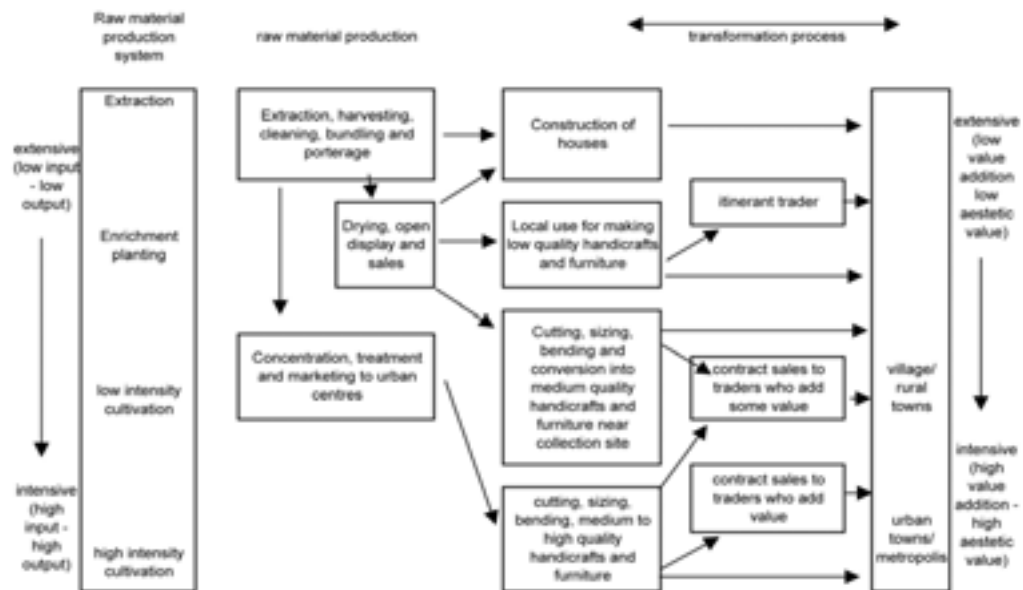 Raw material
production
system
raw material production
transformation process
extensive
(low input
- low
output)
intensive
(high
input -
high
output)
Extraction
Enrichment
planting
low intensity
cultivation
high intensity
cultivation
Extraction, harvesting,
cleaning, bundling and
porterage
Drying, open
display and
sales
Concentration, treatment
and marketing to urban
centres
Construction of
houses
Local use for making
low quality handicrafts
and furniture
Cutting, sizing,
bending and
conversion into
medium quality
handicrafts and
furniture near
collection site
cutting, sizing,
bending, medium to
high quality
handicrafts and
furniture
itinerant trader
contract sales to
traders who add
some value
contract sales to
traders who add
value
village/
rural
towns
urban
towns/
metropolis
extensive
(low
value
addition
low
aestetic
value)
intensive
(high
value
addition -
high
aestetic
value)